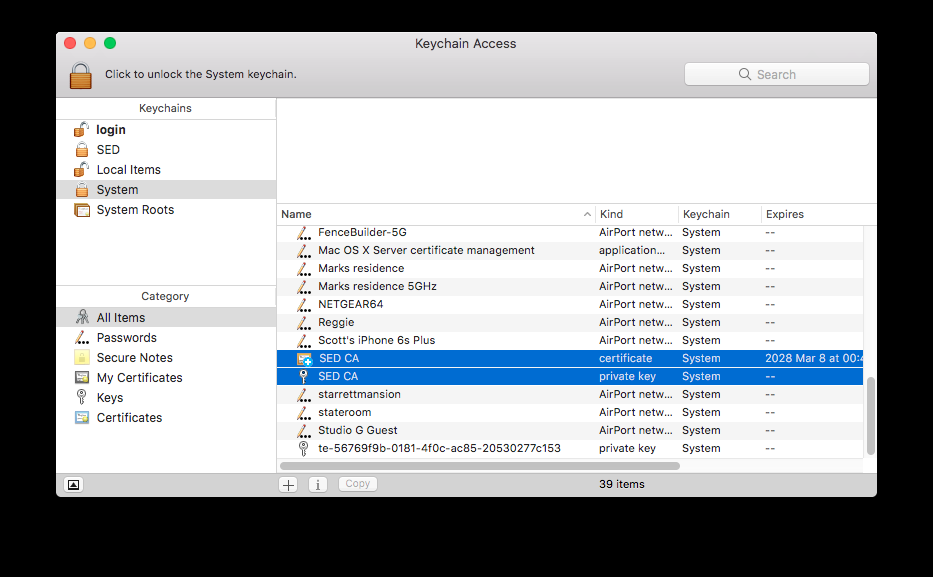 Keychain Access
Click to unlock the System keychain.
Search
Keychains
login
SED
Local Items
System
System Roots
Category
All Items
Passwords
Secure Notes
My Certificates
Keys
Certificates
Name Kind Keychain Expires
FenceBuilder-5G AirPort netw... System --
Mac OS X Server certificate management application... System --
Marks residence AirPort netw... System --
Marks residence 5GHz AirPort netw... System --
NETGEAR64 AirPort netw... System --
Reggie AirPort netw... System --
Scott's iPhone 6s Plus AirPort netw... System --
SED CA certificate System 2028 Mar 8 at 00:4
SED CA private key System --
starrettmansion AirPort netw... System --
stateroom AirPort netw... System --
Studio G Guest AirPort netw... System --
te-56769f9b-0181-4f0c-ac85-20530277c153 private key System --
+ i Copy 39 items